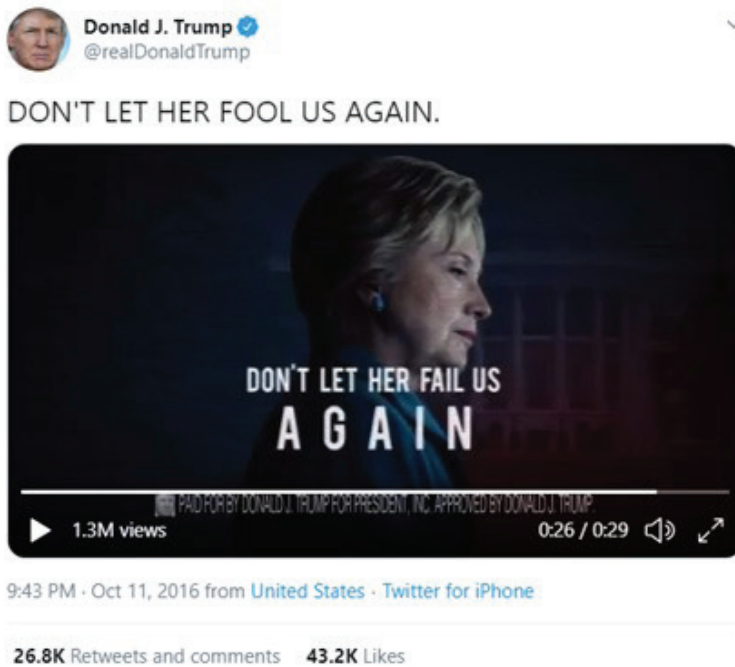 Donald J. Trump
@realDonaldTrump
DON'T LET HER FOOL US AGAIN.
DON'T LET HER FAIL US
AGAIN
PAID FOR BY DONALD J. TRUMP FOR PRESIDENT, INC. APPROVED BY DONALD J. TRUMP.
1.3M views
0:26 / 0:29
9:43 PM · Oct 11, 2016 from United States · Twitter for iPhone
26.8K Retweets and comments 43.2K Likes